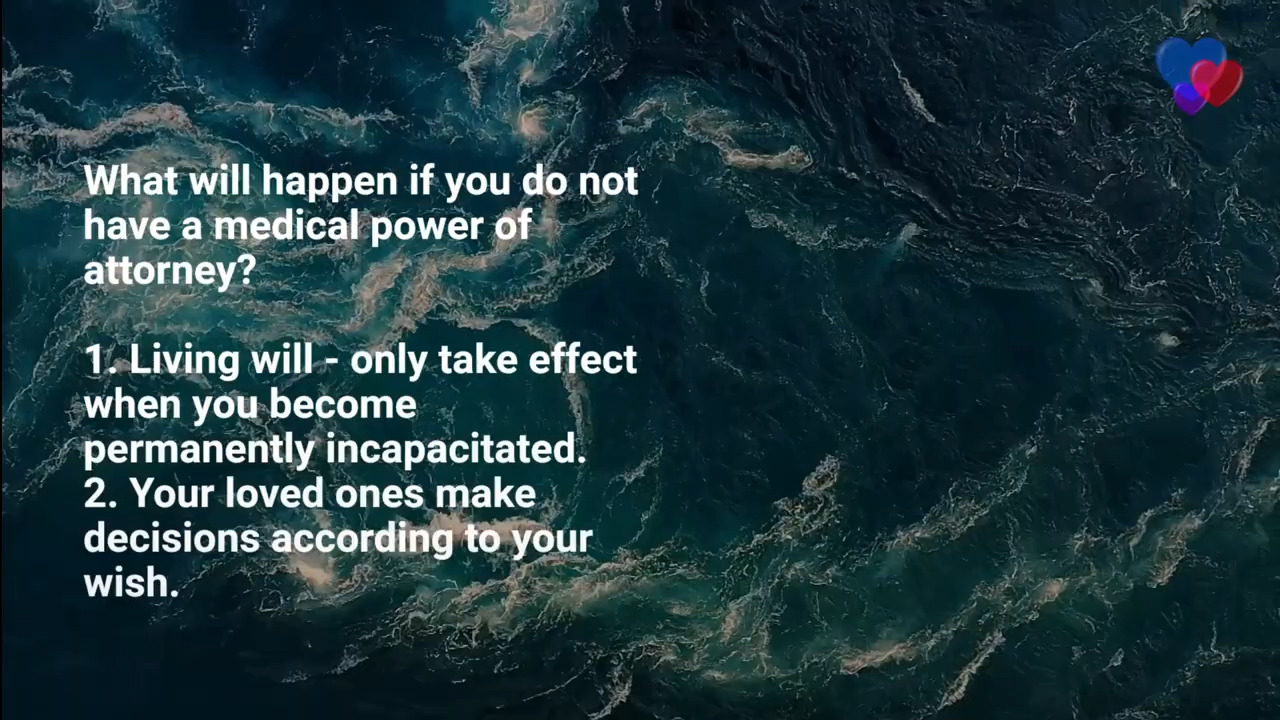 What will happen if you do not
have a medical power of
attorney?
1. Living will - only take effect
when you become
permanently incapacitated.
2. Your loved ones make
decisions according to your
wish.